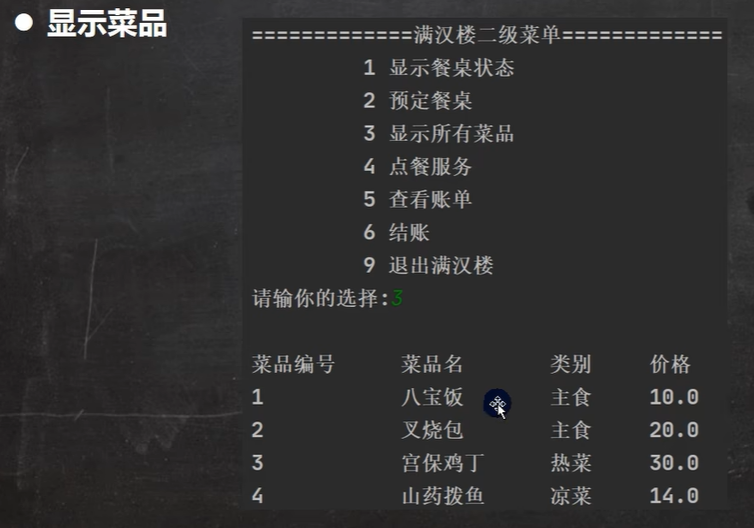 ● 显示菜品
=============满汉楼二级菜单=============
1 显示餐桌状态
2 预定餐桌
3 显示所有菜品
4 点餐服务
5 查看账单
6 结账
9 退出满汉楼
请输你的选择:3
菜品编号 菜品名 类别 价格
1 八宝饭 主食 10.0
2 叉烧包 主食 20.0
3 宫保鸡丁 热菜 30.0
4 山药拨鱼 凉菜 14.0